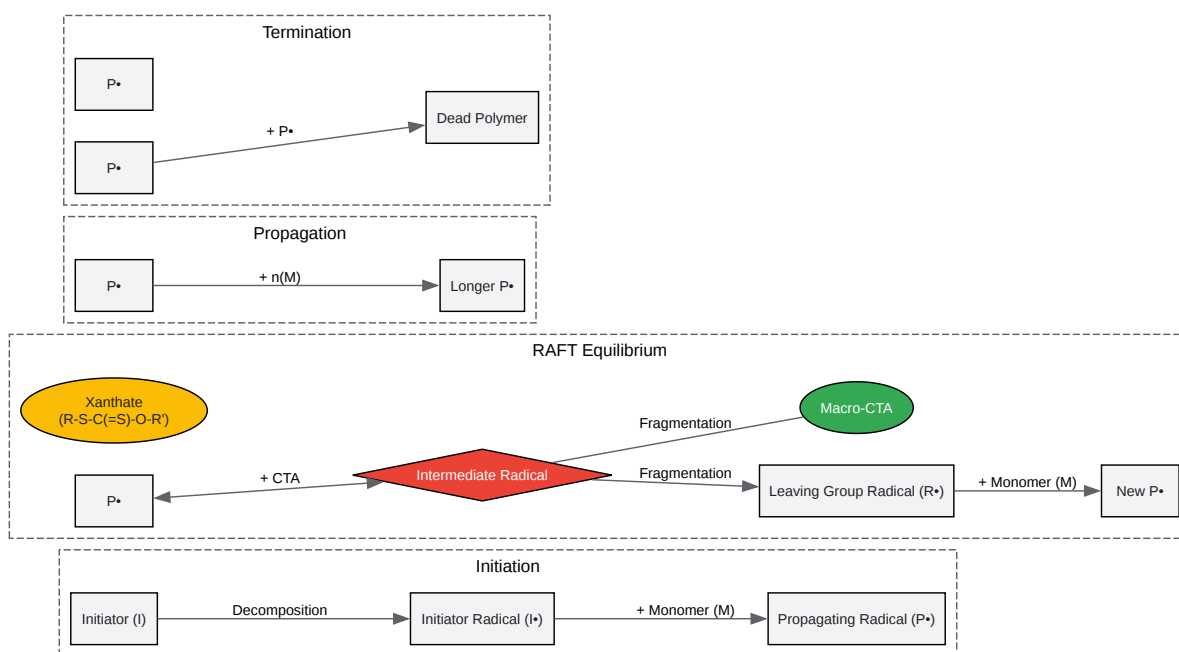 Termination
P•
P•
+ P•
Dead Polymer
Propagation
P•
+ n(M)
Longer P•
RAFT Equilibrium
Xanthate
(R-S-C(=S)-O-R')
Macro-CTA
Fragmentation
P•
+ CTA
Intermediate Radical
Fragmentation
Leaving Group Radical (R•)
+ Monomer (M)
New P•
Initiation
Initiator (I)
Decomposition
Initiator Radical (I•)
+ Monomer (M)
Propagating Radical (P•)